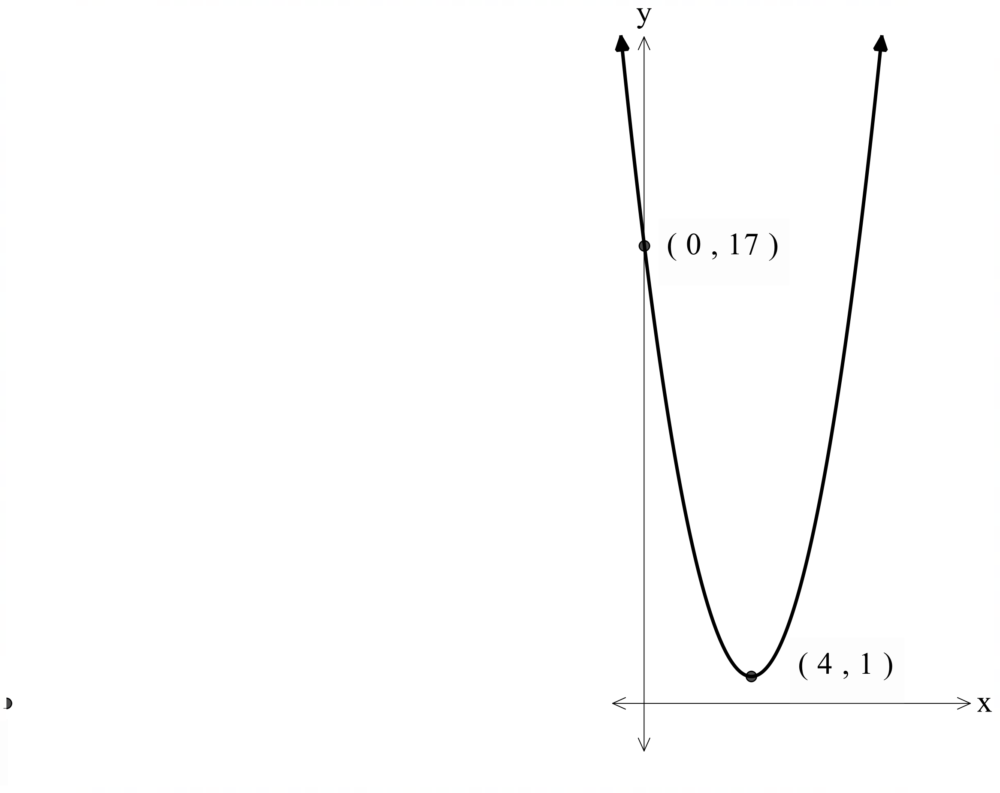 y
( 0 , 17 )
( 4 , 1 )
x